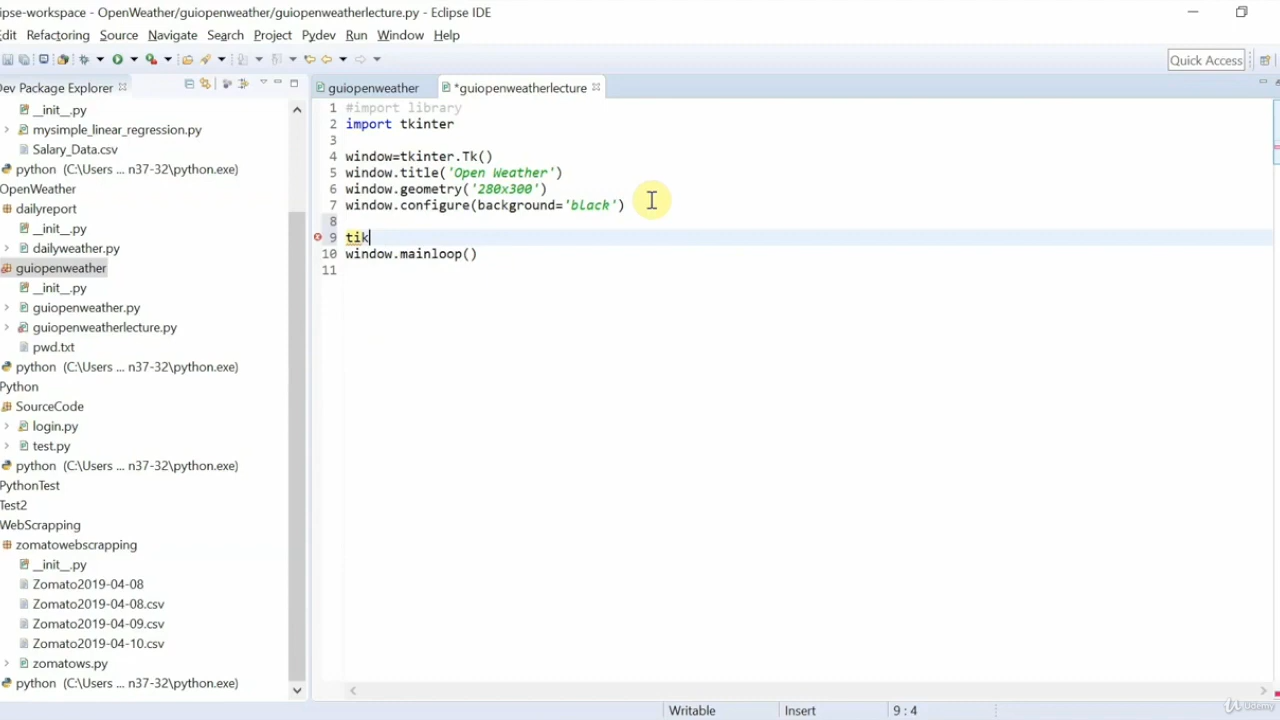 ipse-workspace - OpenWeather/guiopenweather/guiopenweatherlecture.py - Eclipse IDE
dit Refactoring Source Navigate Search Project Pydev Run Window Help
Quick Access
Dev Package Explorer
guiopenweather
*guiopenweatherlecture
__init__.py
mysimple_linear_regression.py
Salary_Data.csv
python (C:\Users ... n37-32\python.exe)
OpenWeather
dailyreport
__init__.py
dailyweather.py
guiopenweather
__init__.py
guiopenweather.py
guiopenweatherlecture.py
pwd.txt
python (C:\Users ... n37-32\python.exe)
Python
SourceCode
login.py
test.py
python (C:\Users ... n37-32\python.exe)
PythonTest
Test2
WebScrapping
zomatowebscrapping
__init__.py
Zomato2019-04-08
Zomato2019-04-08.csv
Zomato2019-04-09.csv
Zomato2019-04-10.csv
zomatows.py
python (C:\Users ... n37-32\python.exe)
1 #import library
2 import tkinter
3
4 window=tkinter.Tk()
5 window.title('Open Weather')
6 window.geometry('280x300')
7 window.configure(background='black')
8
9 tik
10 window.mainloop()
11
Writable Insert 9 : 4
Udemy